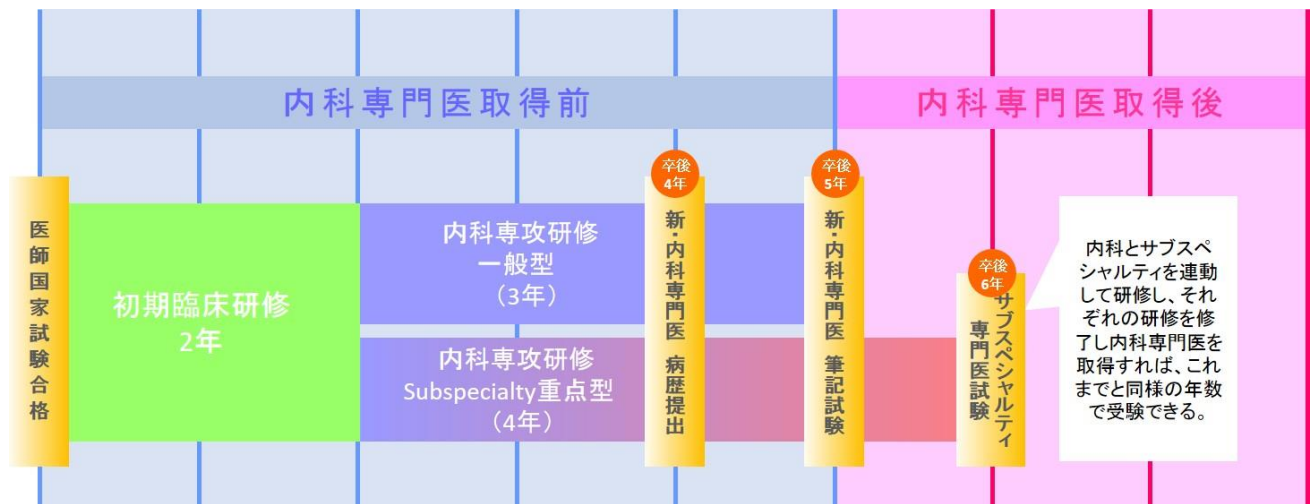 内科専門医取得前
内科専門医取得後
医師国家試験合格
初期臨床研修
2年
内科専攻研修
一般型
（3年）
内科専攻研修
Subspecialty重点型
（4年）
卒後
4年
新・内科専門医 病歴提出
卒後
5年
新・内科専門医 筆記試験
卒後
6年
サブスペシャルティ
専門医試験
内科とサブスペ
シャルティを連動
して研修し、それ
ぞれの研修を修
了し内科専門医を
取得すれば、これ
までと同様の年数
で受験できる。